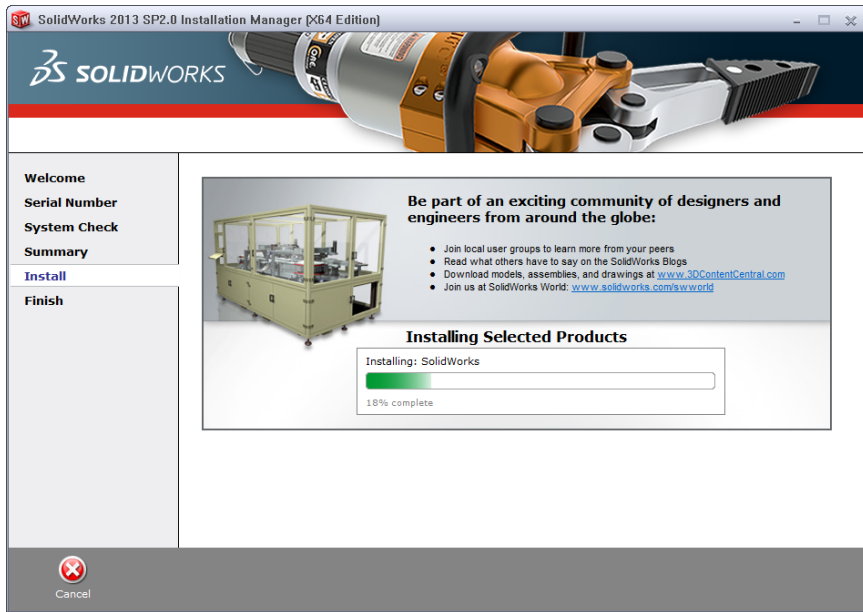 SolidWorks 2013 SP2.0 Installation Manager (X64 Edition)
SOLIDWORKS
Welcome
Serial Number
System Check
Summary
Install
Finish
Be part of an exciting community of designers and
engineers from around the globe:
• Join local user groups to learn more from your peers
• Read what others have to say on the SolidWorks Blogs
• Download models, assemblies, and drawings at www.3DContentCentral.com
• Join us at SolidWorks World: www.solidworks.com/swworld
Installing Selected Products
Installing: SolidWorks
18% complete
Cancel